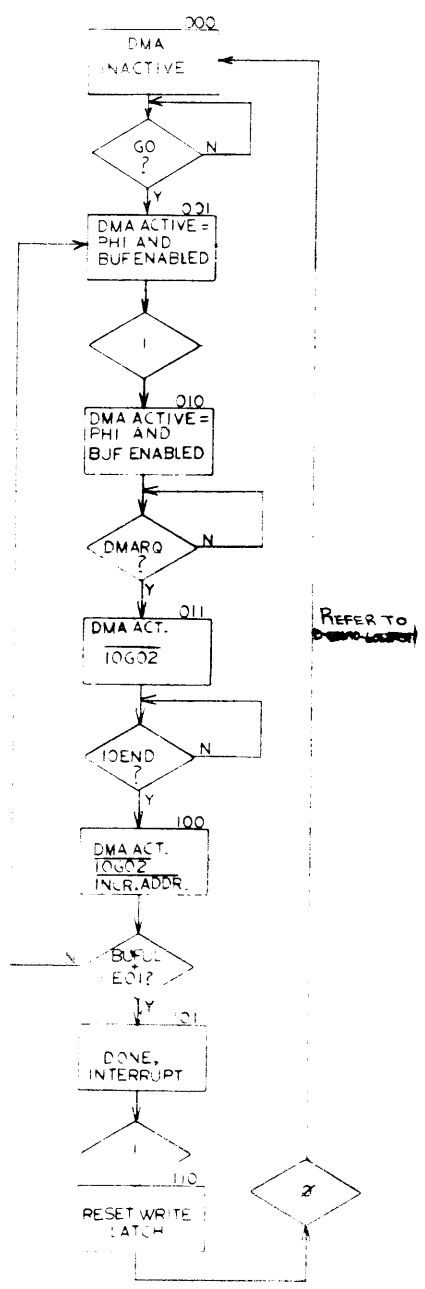 000
DMA
INACTIVE
GO
?
N
Y
001
DMA ACTIVE =
PHI AND
BUF ENABLED
1
010
DMA ACTIVE =
PHI AND
BUF ENABLED
DMARQ
?
N
Y
011
DMA ACT.
IOGO2
REFER TO
IOEND
?
N
Y
100
DMA ACT.
IOGO2
INCR. ADDR.
BUFUL
+
EOI?
N
Y
101
DONE,
INTERRUPT
1
110
RESET WRITE
LATCH